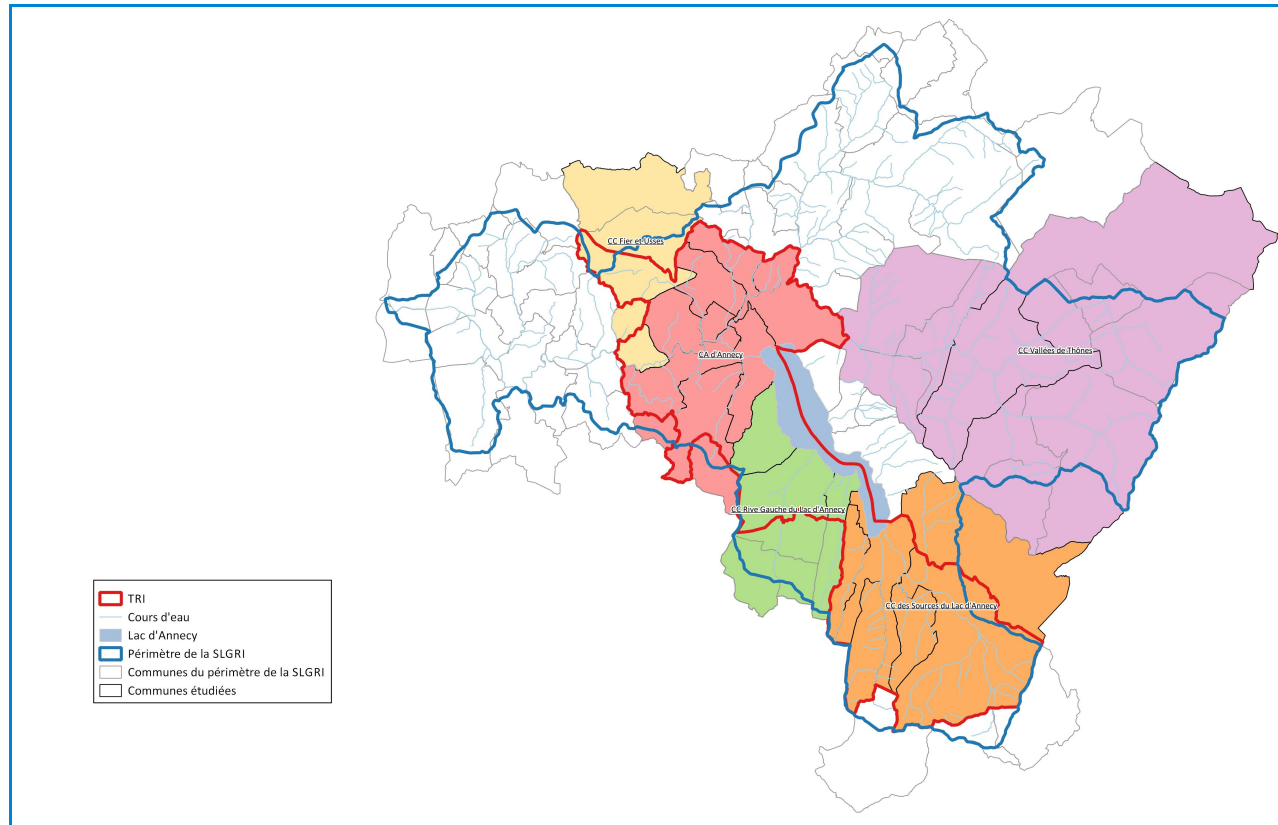 CC Fier et Usses
CA d'Annecy
CC Vallées de Thônes
CC Rive Gauche du Lac d'Annecy
CC des Sources du Lac d'Annecy
TRI
Cours d'eau
Lac d'Annecy
Périmètre de la SLGRI
Communes du périmètre de la SLGRI
Communes étudiées